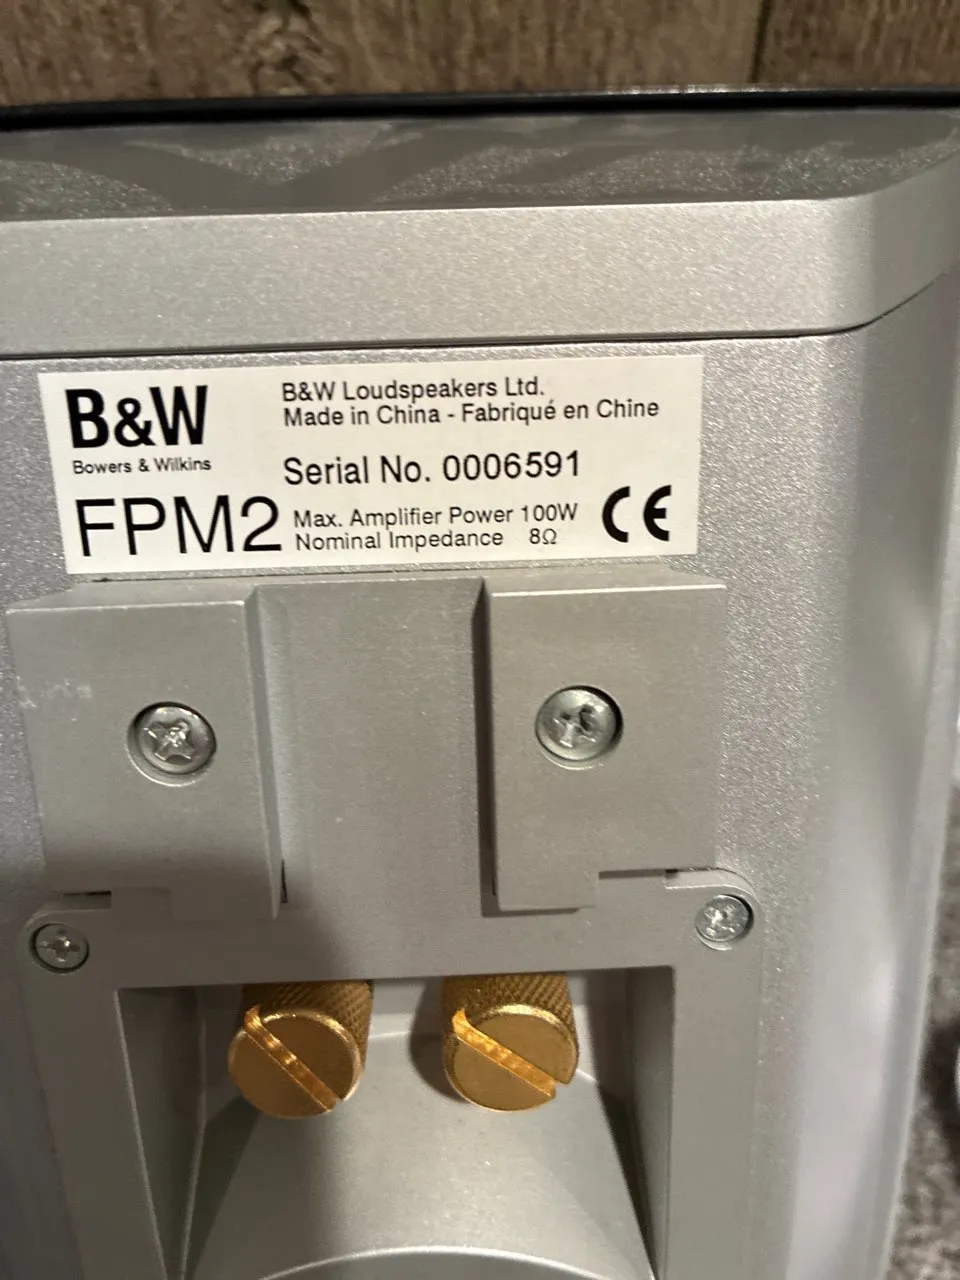 B&W
Bowers & Wilkins
FPM2
B&W Loudspeakers Ltd.
Made in China - Fabriqué en Chine
Serial No. 0006591
Max. Amplifier Power 100W
Nominal Impedance 8Ω
CE